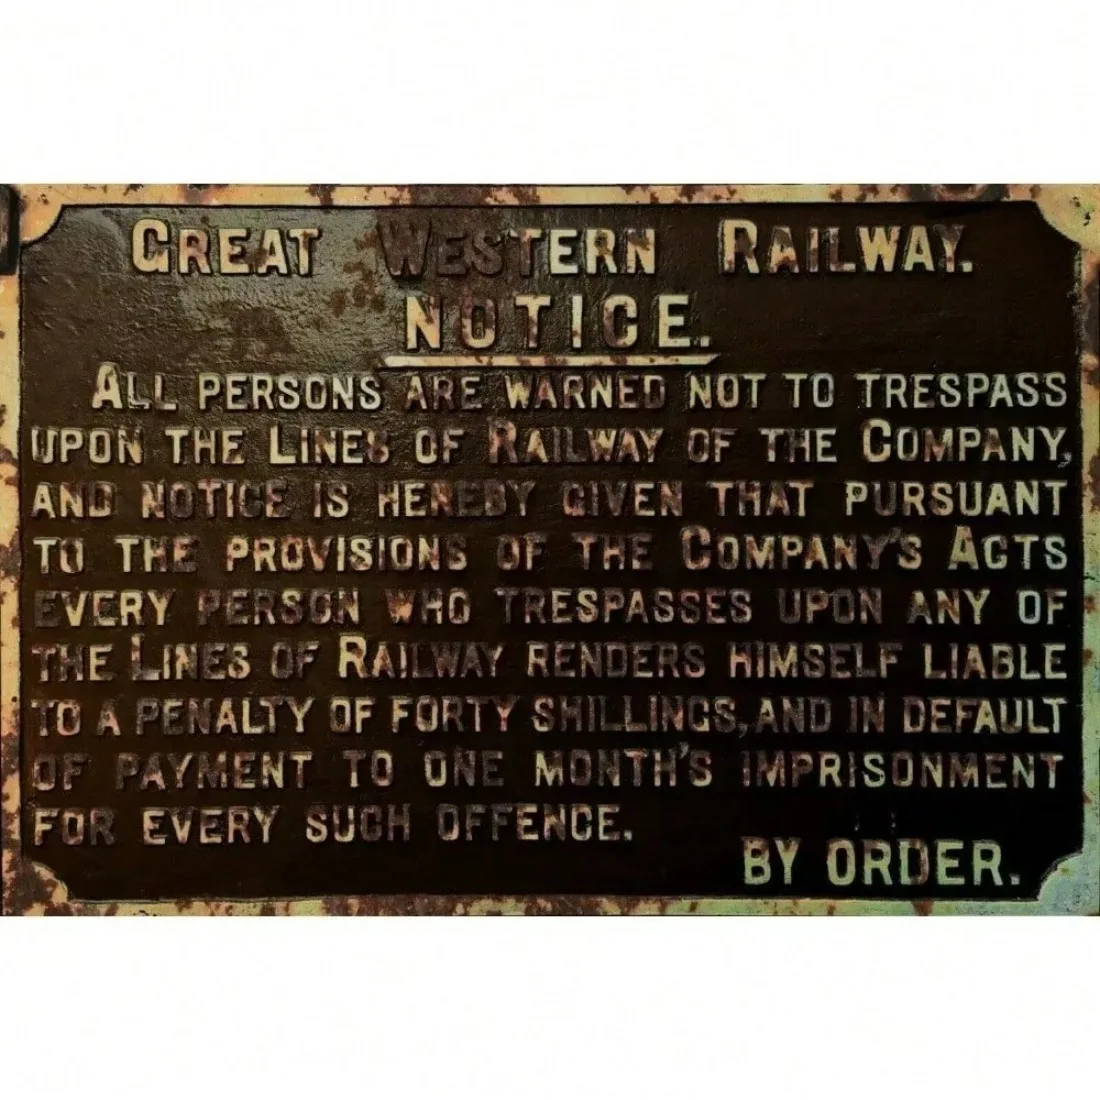 GREAT WESTERN RAILWAY.
NOTICE.
ALL PERSONS ARE WARNED NOT TO TRESPASS
UPON THE LINES OF RAILWAY OF THE COMPANY,
AND NOTICE IS HEREBY GIVEN THAT PURSUANT
TO THE PROVISIONS OF THE COMPANY'S ACTS
EVERY PERSON WHO TRESPASSES UPON ANY OF
THE LINES OF RAILWAY RENDERS HIMSELF LIABLE
TO A PENALTY OF FORTY SHILLINGS, AND IN DEFAULT
OF PAYMENT TO ONE MONTH'S IMPRISONMENT
FOR EVERY SUCH OFFENCE.
BY ORDER.